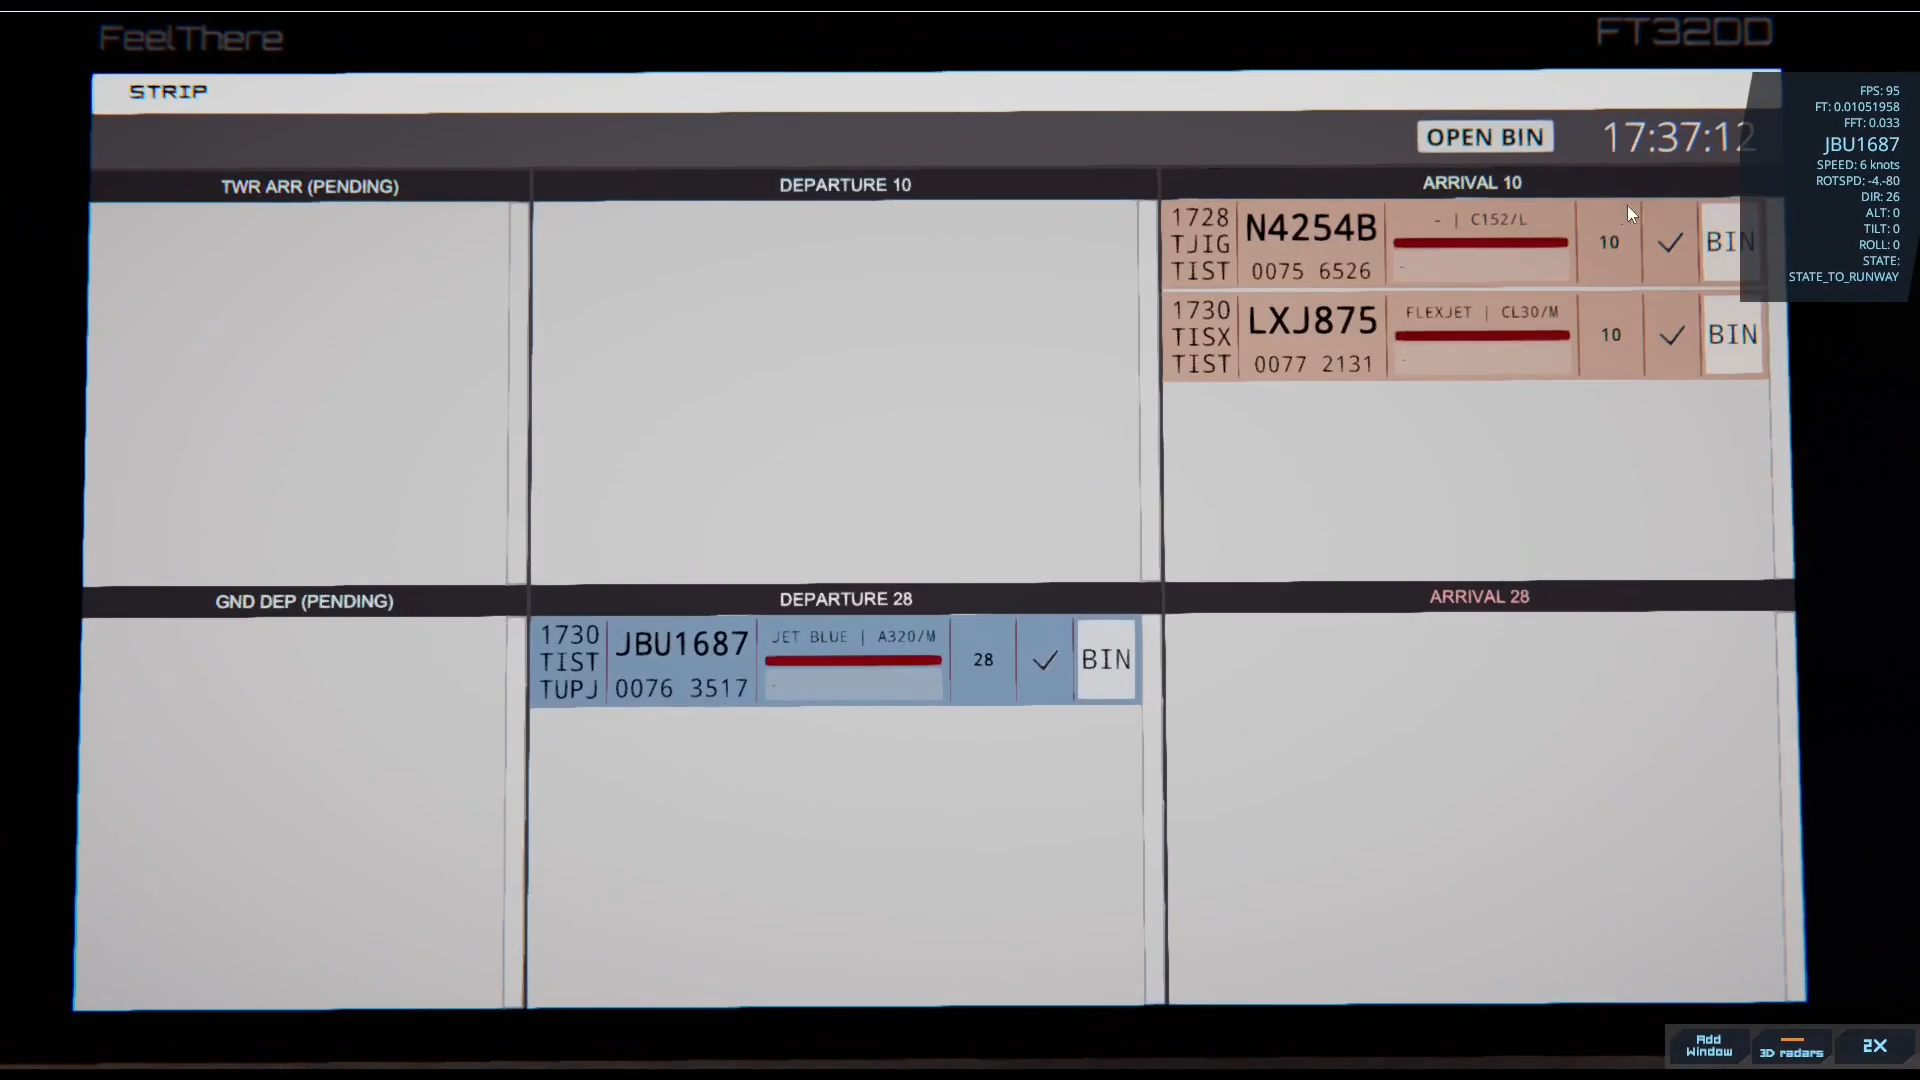 FeelThere
FT32DD
STRIP
OPEN BIN
17:37:12
TWR ARR (PENDING)
DEPARTURE 10
ARRIVAL 10
1728
TJIG
TIST
N4254B
0075 6526
- | C152/L
-
10
BIN
1730
TISX
TIST
LXJ875
0077 2131
FLEXJET | CL30/M
-
10
BIN
GND DEP (PENDING)
DEPARTURE 28
ARRIVAL 28
1730
TIST
TUPJ
JBU1687
0076 3517
JET BLUE | A320/M
-
28
BIN
FPS: 95
FT: 0.01051958
FFT: 0.033
JBU1687
SPEED: 6 knots
ROTSPD: -4.-80
DIR: 26
ALT: 0
TILT: 0
ROLL: 0
STATE:
STATE_TO_RUNWAY
Add
Window
3D radars
2X